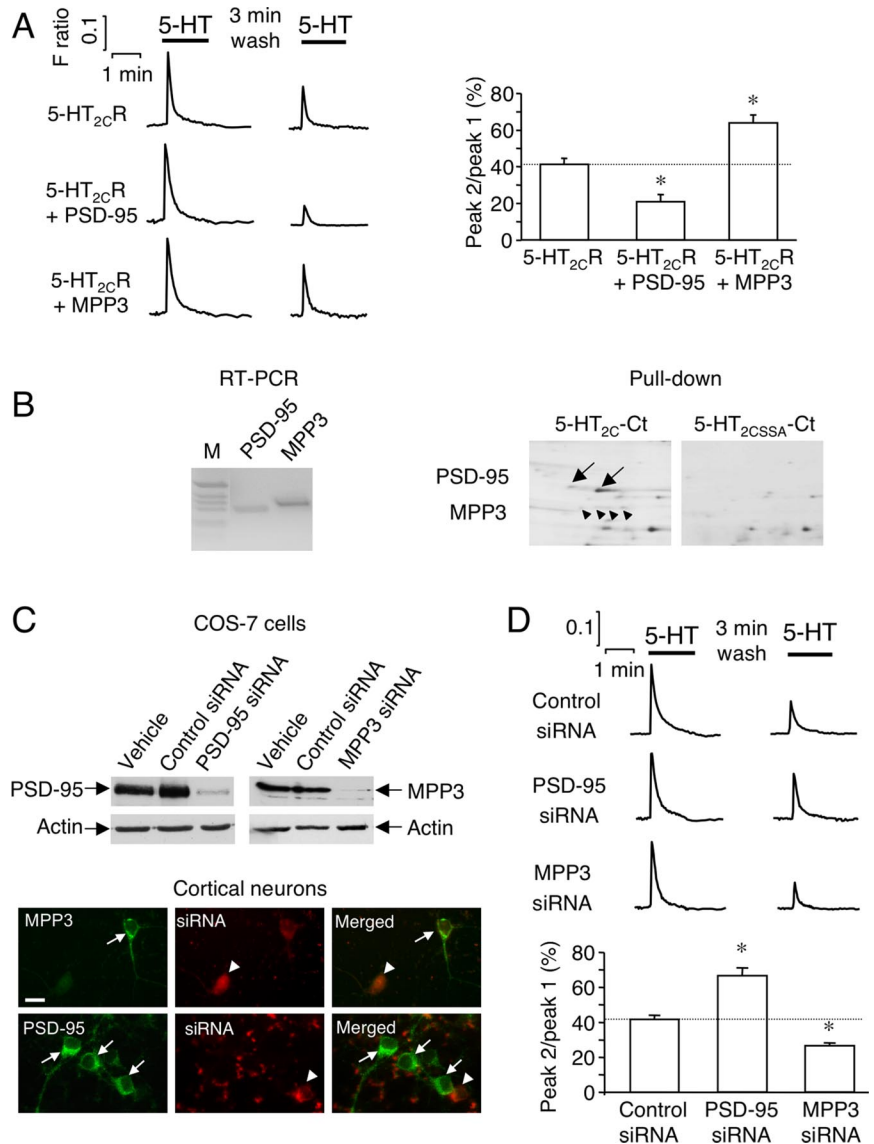 A
F ratio
0.1
1 min
5-HT
3 min
wash
5-HT
5-HT2CR
5-HT2CR
+ PSD-95
5-HT2CR
+ MPP3
Peak 2/peak 1 (%)
80
60
40
20
0
*
*
5-HT2CR
5-HT2CR
+ PSD-95
5-HT2CR
+ MPP3
B
RT-PCR
M
PSD-95
MPP3
Pull-down
5-HT2C-Ct
5-HT2CSSA-Ct
PSD-95
MPP3
C
COS-7 cells
Vehicle
Control siRNA
PSD-95 siRNA
Vehicle
Control siRNA
MPP3 siRNA
PSD-95
MPP3
Actin
Actin
Cortical neurons
MPP3
siRNA
Merged
PSD-95
siRNA
Merged
D
0.1
1 min
5-HT
3 min
wash
5-HT
Control
siRNA
PSD-95
siRNA
MPP3
siRNA
Peak 2/peak 1 (%)
80
60
40
20
0
*
*
Control
siRNA
PSD-95
siRNA
MPP3
siRNA